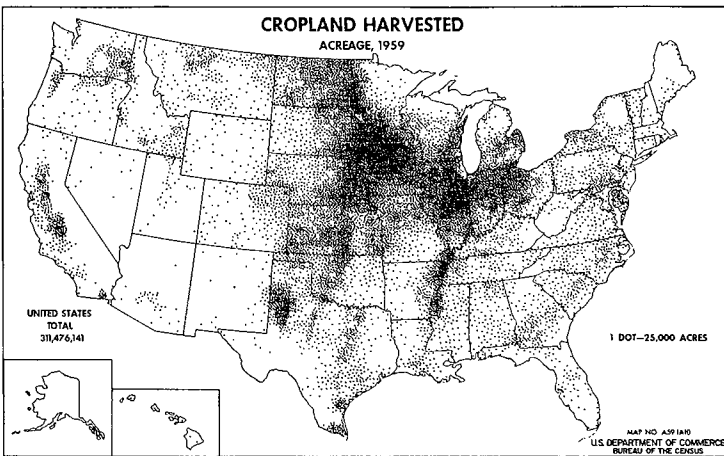 CROPLAND HARVESTED
ACREAGE, 1959
UNITED STATES
TOTAL
311,476,141
1 DOT—25,000 ACRES
MAP NO. A59 IA10
U.S. DEPARTMENT OF COMMERCE
BUREAU OF THE CENSUS